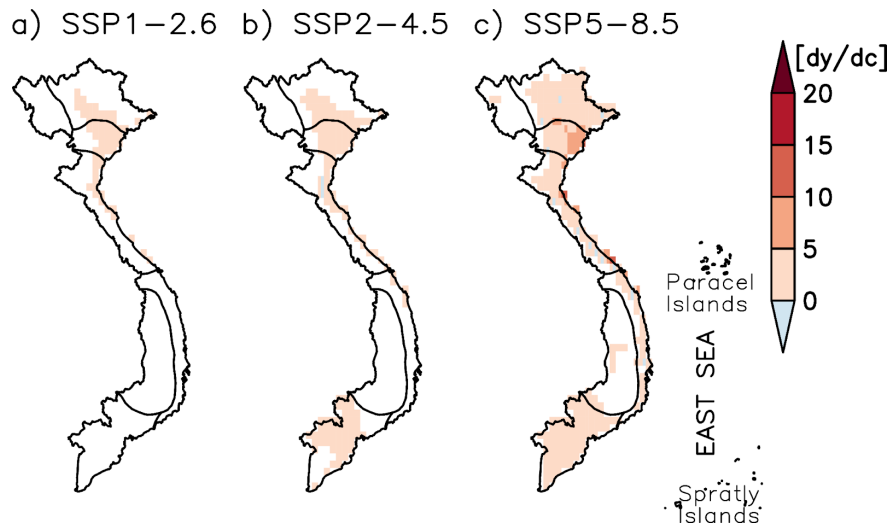 a) SSP1-2.6 b) SSP2-4.5 c) SSP5-8.5
[dy/dc]
20
15
10
5
0
Paracel
Islands
EAST SEA
Spratly
Islands